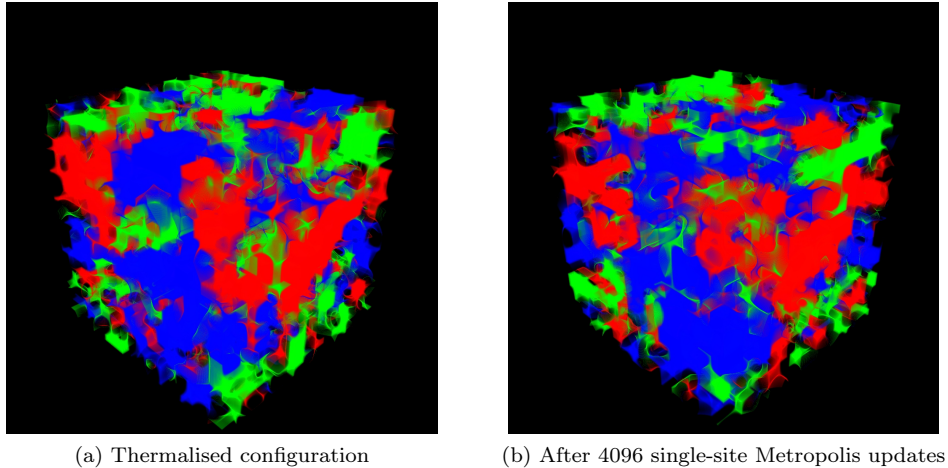 (a) Thermalised configuration
(b) After 4096 single-site Metropolis updates